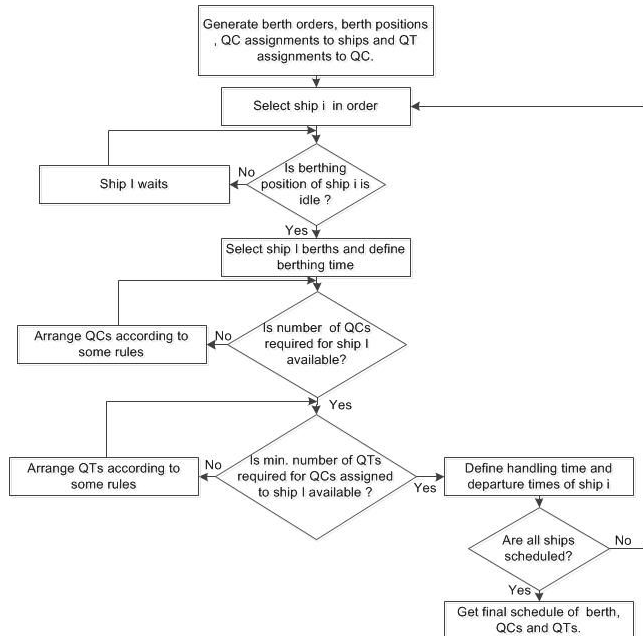 Generate berth orders, berth positions
, QC assignments to ships and QT
assignments to QC.
Select ship i  in order
No
Is berthing
position of ship i is
idle ?
Ship I waits
Yes
Select ship I berths and define
berthing time
Is number  of QCs
required for ship I
available?
No
Arrange QCs according to
some rules
Yes
Is min. number of QTs
required for QCs assigned
to ship I available ?
No
Arrange QTs according to
some rules
Yes
Define handling time and
departure times of ship i
Are all ships
scheduled?
No
Yes
Get final schedule of  berth,
QCs and QTs.